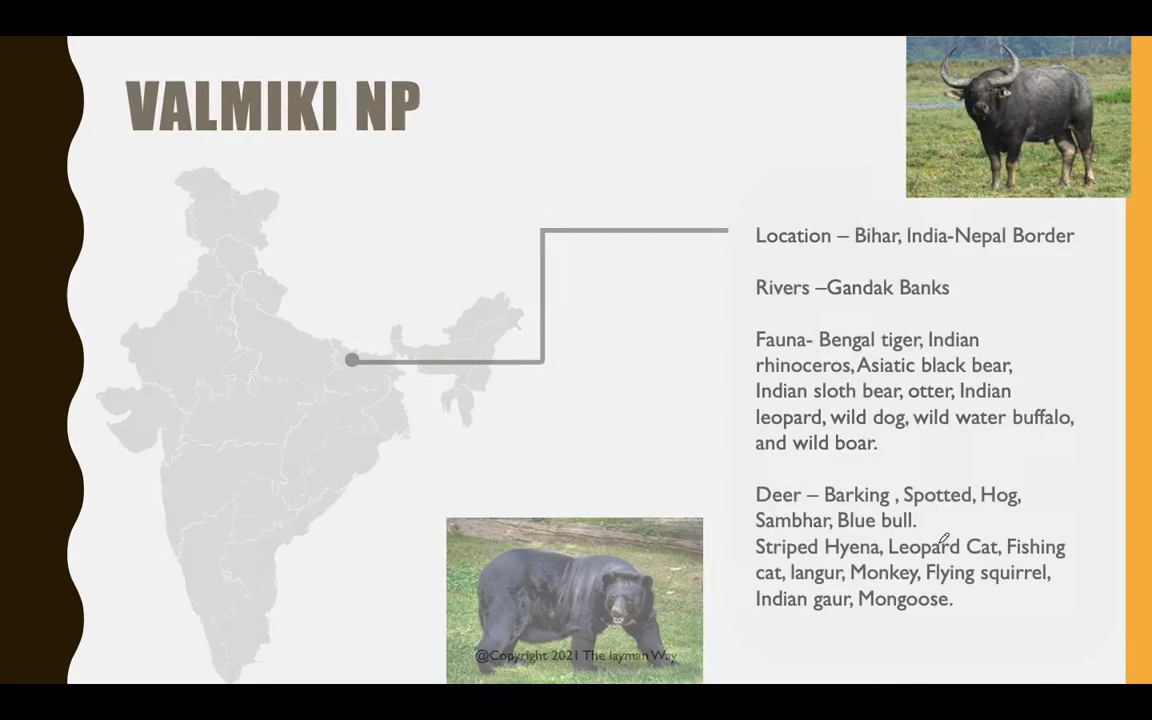 VALMIKI NP
Location – Bihar, India-Nepal Border
Rivers –Gandak Banks
Fauna- Bengal tiger, Indian
rhinoceros, Asiatic black bear,
Indian sloth bear, otter, Indian
leopard, wild dog, wild water buffalo,
and wild boar.
Deer – Barking , Spotted, Hog,
Sambhar, Blue bull.
Striped Hyena, Leopard Cat, Fishing
cat, langur, Monkey, Flying squirrel,
Indian gaur, Mongoose.
@Copyright 2021 The layman Way